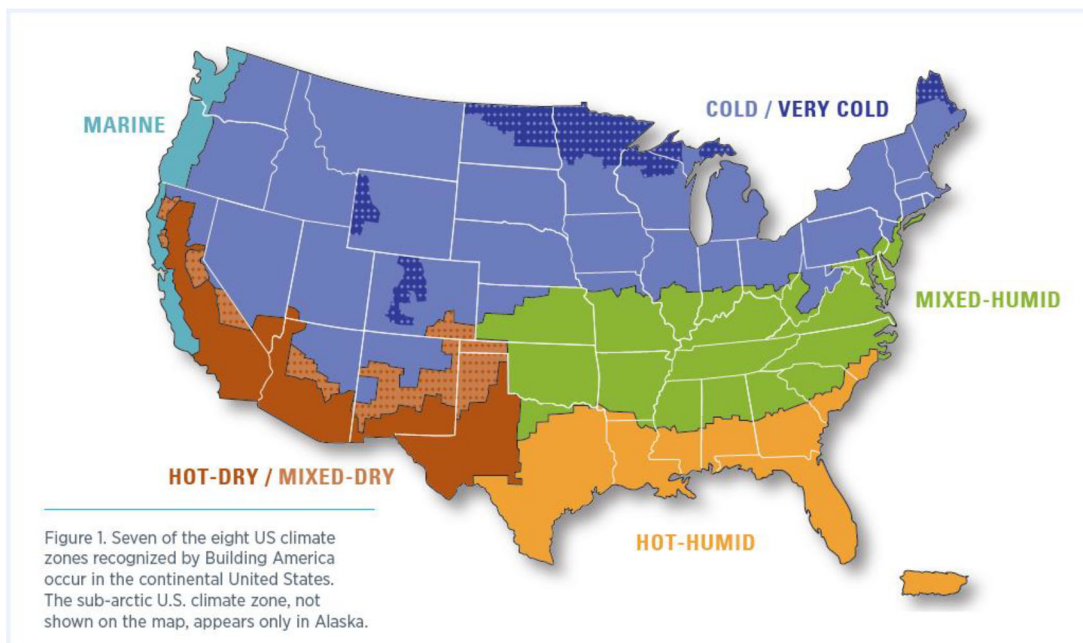 MARINE
COLD / VERY COLD
MIXED-HUMID
HOT-DRY / MIXED-DRY
HOT-HUMID
Figure 1. Seven of the eight US climate
zones recognized by Building America
occur in the continental United States.
The sub-arctic U.S. climate zone, not
shown on the map, appears only in Alaska.